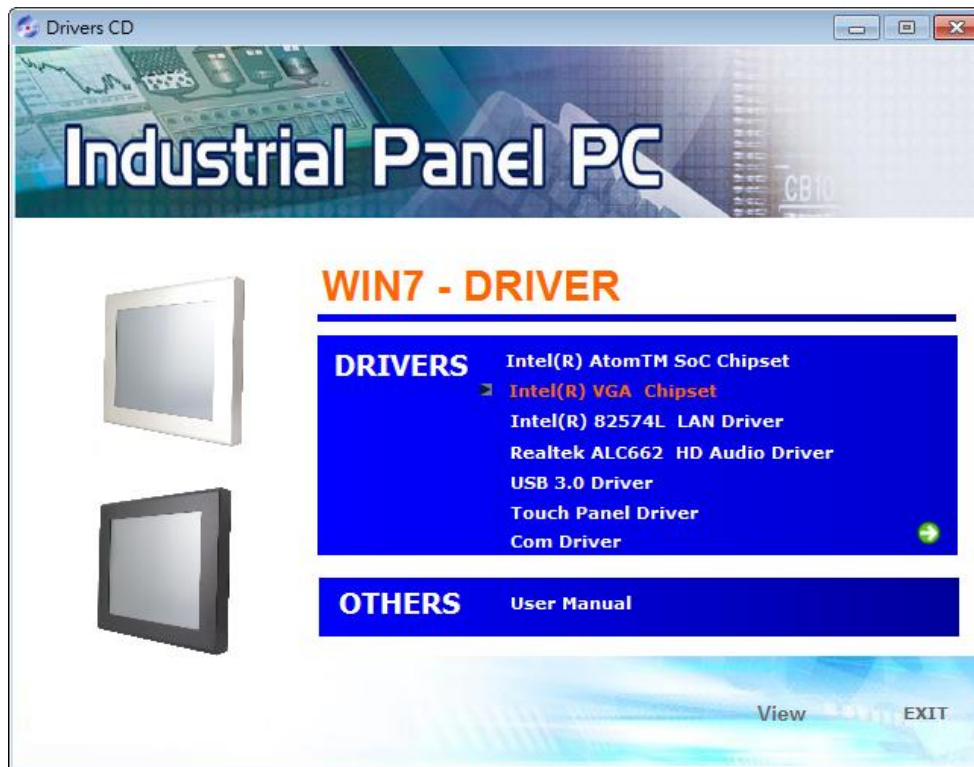 Drivers CD
Industrial Panel PC
CB10
WIN7 - DRIVER
DRIVERS
Intel(R) AtomTM SoC Chipset
Intel(R) VGA Chipset
Intel(R) 82574L LAN Driver
Realtek ALC662 HD Audio Driver
USB 3.0 Driver
Touch Panel Driver
Com Driver
OTHERS
User Manual
View
EXIT